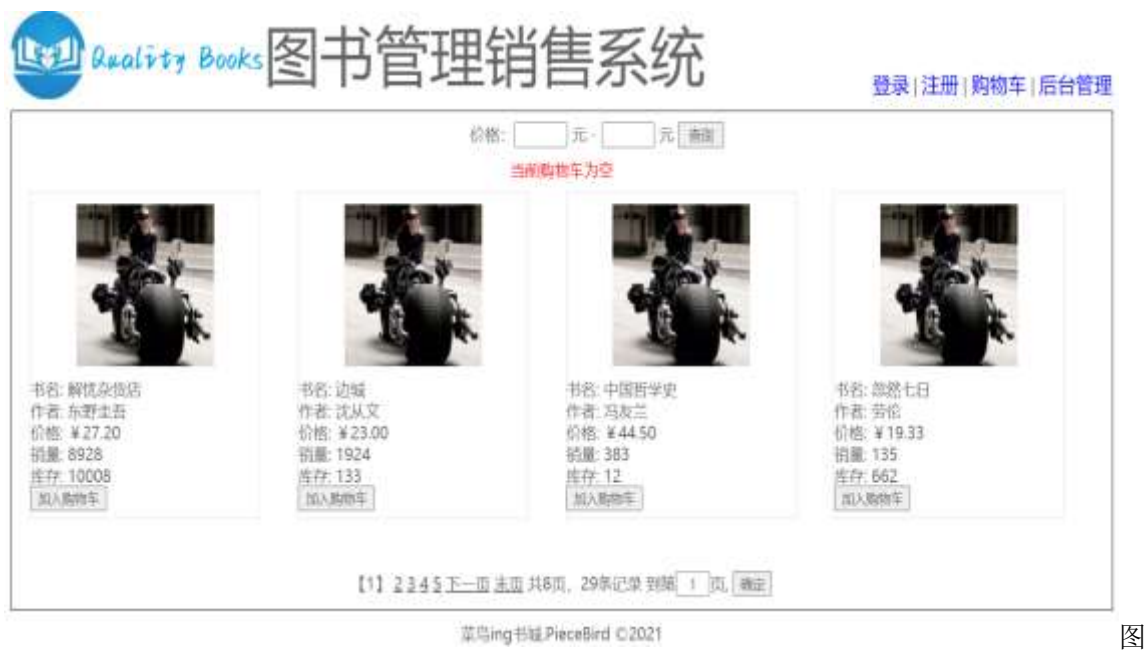 Quality Books 图书管理销售系统
登录 | 注册 | 购物车 | 后台管理
价格: 元 - 元 查询
当前购物车为空
书名: 解忧杂货店
作者: 东野圭吾
价格: ¥27.20
销量: 8928
库存: 10008
加入购物车
书名: 边城
作者: 沈从文
价格: ¥23.00
销量: 1924
库存: 133
加入购物车
书名: 中国哲学史
作者: 冯友兰
价格: ¥44.50
销量: 383
库存: 12
加入购物车
书名: 忽然七日
作者: 劳伦
价格: ¥19.33
销量: 135
库存: 662
加入购物车
【1】 2 3 4 5 下一页 末页 共8页, 29条记录 到第 1 页, 确定
菜鸟ing书城.PieceBird ©2021
图